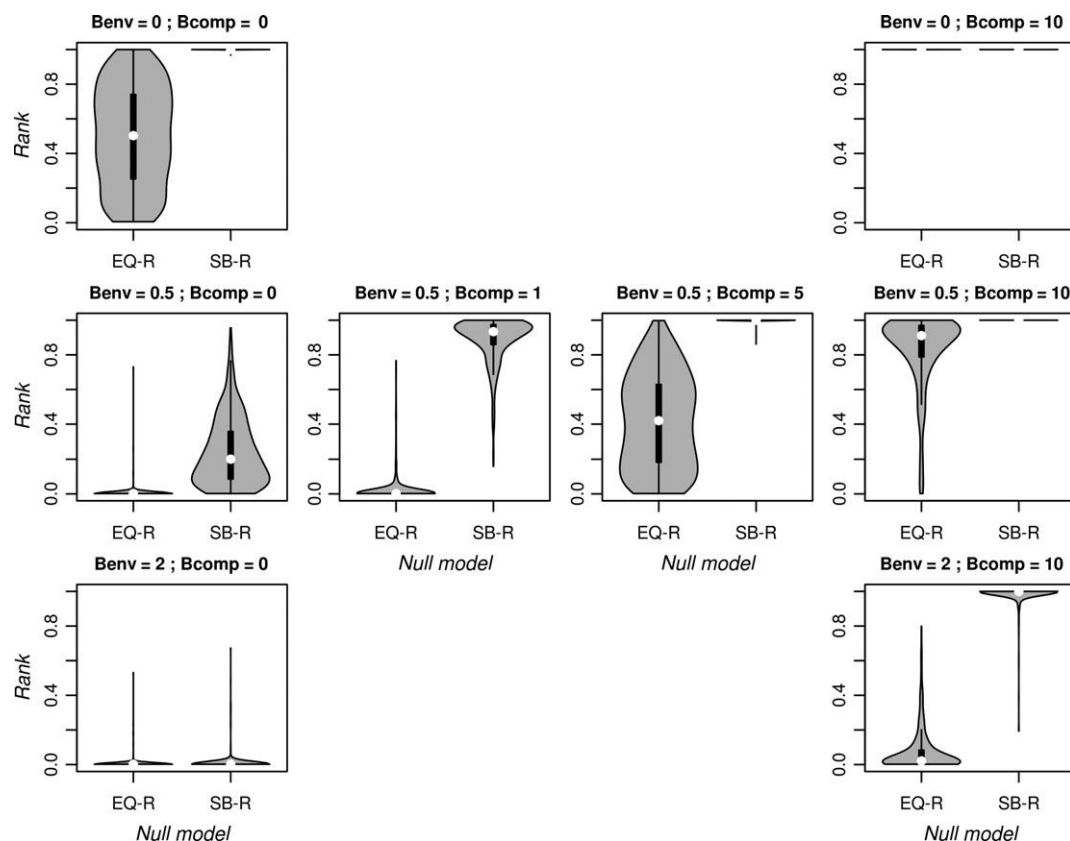 Benv = 0 ; Bcomp = 0
Benv = 0 ; Bcomp = 10
Rank
0.8
0.4
0.0
0.8
0.4
0.0
EQ-R SB-R
EQ-R SB-R
Benv = 0.5 ; Bcomp = 0
Benv = 0.5 ; Bcomp = 1
Benv = 0.5 ; Bcomp = 5
Benv = 0.5 ; Bcomp = 10
Rank
0.8
0.4
0.0
0.8
0.4
0.0
0.8
0.4
0.0
0.8
0.4
0.0
EQ-R SB-R
EQ-R SB-R
EQ-R SB-R
EQ-R SB-R
Null model
Null model
Benv = 2 ; Bcomp = 0
Benv = 2 ; Bcomp = 10
Rank
0.8
0.4
0.0
0.8
0.4
0.0
EQ-R SB-R
EQ-R SB-R
Null model
Null model